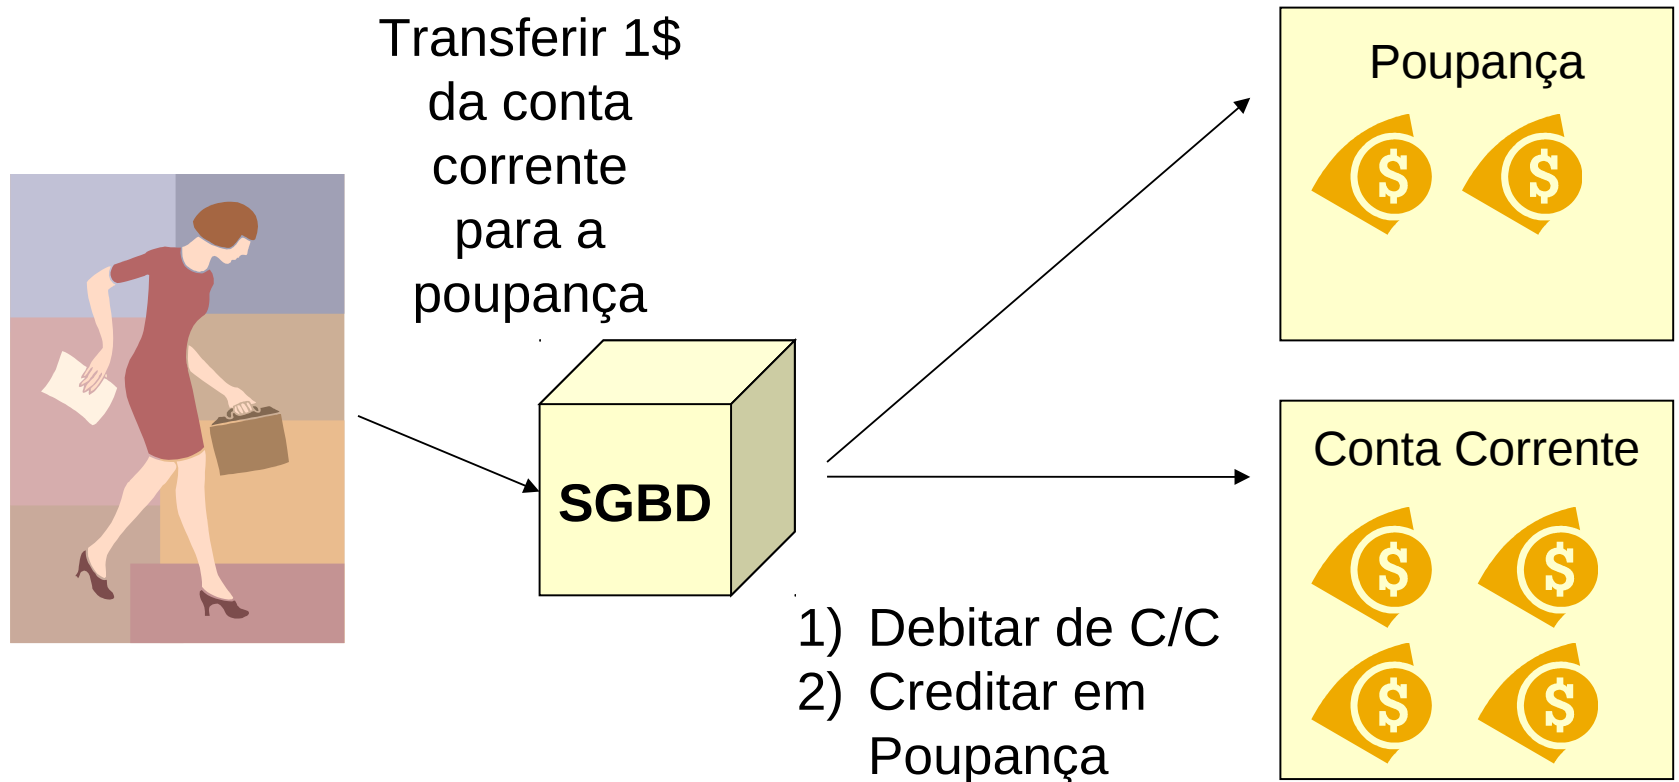 Transferir 1$
da conta
corrente
para a
poupança
SGBD
1) Debitar de C/C
2) Creditar em
Poupança
Poupança
$ $
Conta Corrente
$ $
$ $